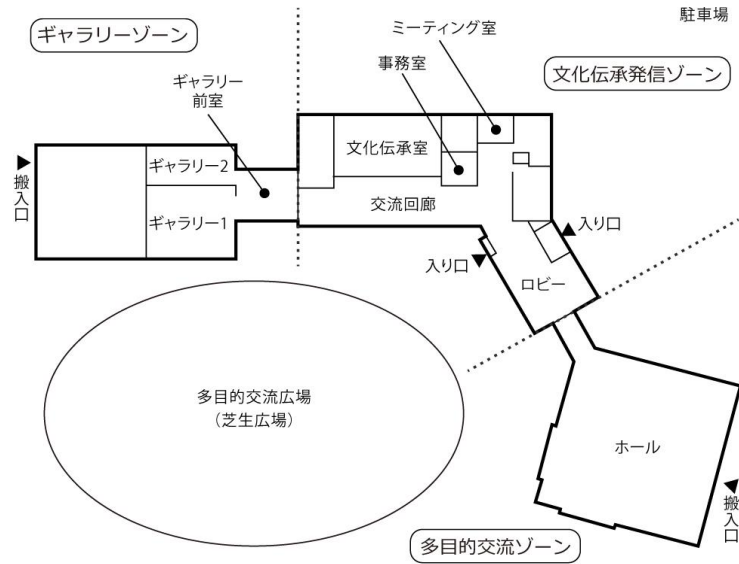 駐車場
ミーティング室
ギャラリーゾーン
事務室
文化伝承発信ゾーン
ギャラリー
前室
文化伝承室
ギャラリー2
搬入口
交流回廊
ギャラリー1
入り口
入り口
ロビー
多目的交流広場
（芝生広場）
ホール
搬入口
多目的交流ゾーン